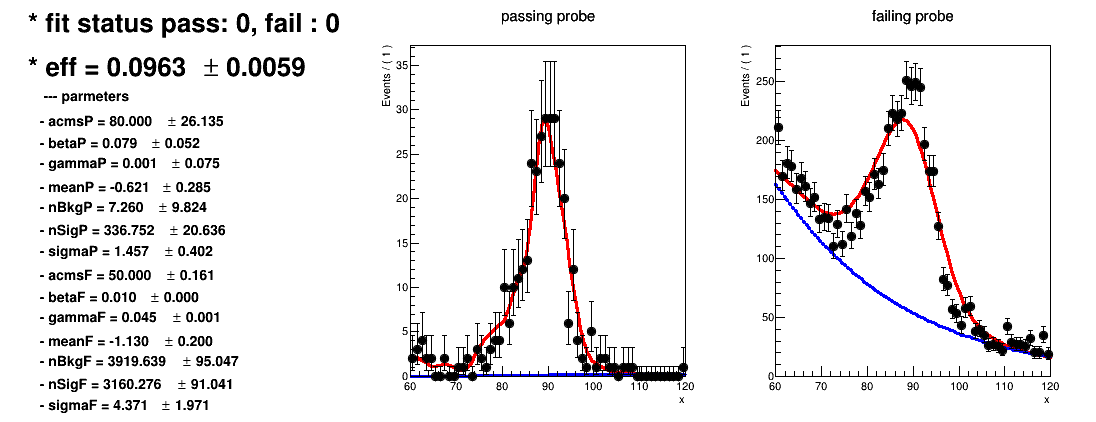 * fit status pass: 0, fail : 0
* eff = 0.0963 ± 0.0059
--- parmeters
- acmsP = 80.000 ± 26.135
- betaP = 0.079 ± 0.052
- gammaP = 0.001 ± 0.075
- meanP = -0.621 ± 0.285
- nBkgP = 7.260 ± 9.824
- nSigP = 336.752 ± 20.636
- sigmaP = 1.457 ± 0.402
- acmsF = 50.000 ± 0.161
- betaF = 0.010 ± 0.000
- gammaF = 0.045 ± 0.001
- meanF = -1.130 ± 0.200
- nBkgF = 3919.639 ± 95.047
- nSigF = 3160.276 ± 91.041
- sigmaF = 4.371 ± 1.971
passing probe
Events / ( 1 )
35
30
25
20
15
10
5
0
60 70 80 90 100 110 120
x
failing probe
Events / ( 1 )
250
200
150
100
50
0
60 70 80 90 100 110 120
x